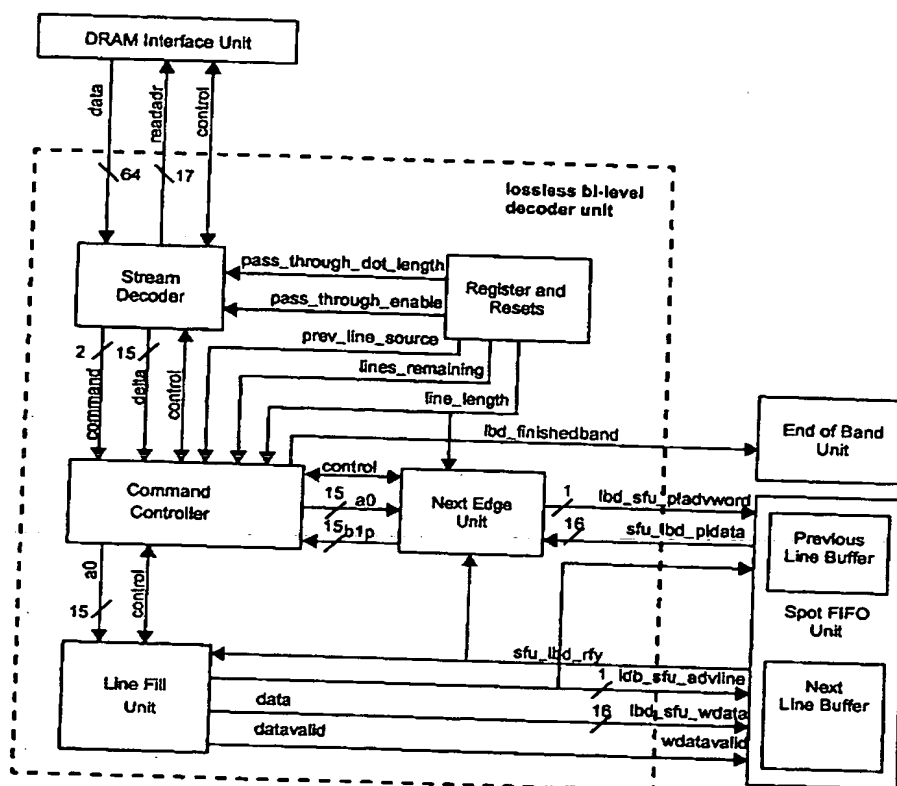 DRAM Interface Unit
data
readadr
control
64
17
lossless bi-level
decoder unit
Stream
Decoder
pass_through_dot_length
pass_through_enable
Register and
Resets
prev_line_source
lines_remaining
line_length
2
15
command
delta
control
lbd_finishedband
End of Band
Unit
Command
Controller
control
15
a0
15
b1p
Next Edge
Unit
1
lbd_sfu_pladvword
16
sfu_lbd_pldata
Previous
Line Buffer
Spot FIFO
Unit
a0
15
control
Line Fill
Unit
sfu_lbd_rfy
1
ldb_sfu_advline
data
16
lbd_sfu_wdata
datavalid
wdatavalid
Next
Line Buffer